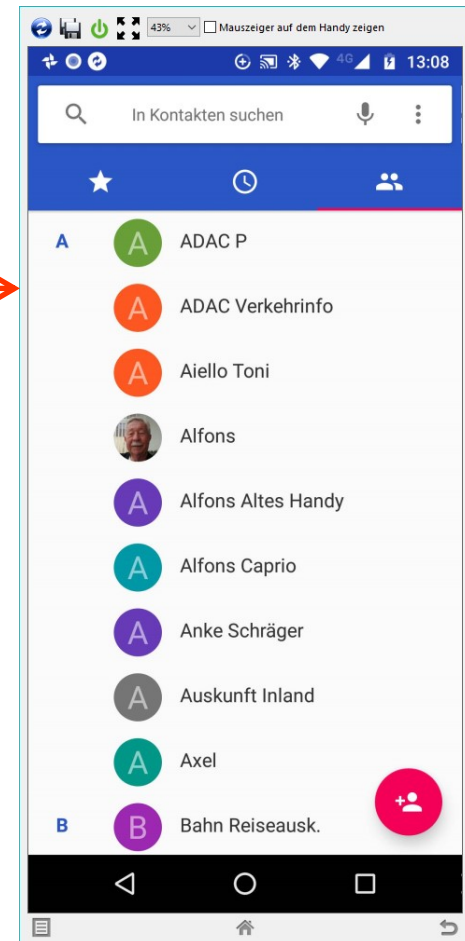 43% Mauszeiger auf dem Handy zeigen
4G 13:08
In Kontakten suchen
A A ADAC P
A ADAC Verkehrinfo
A Aiello Toni
Alfons
A Alfons Altes Handy
A Alfons Caprio
A Anke Schräger
A Auskunft Inland
A Axel
B B Bahn Reiseausk.